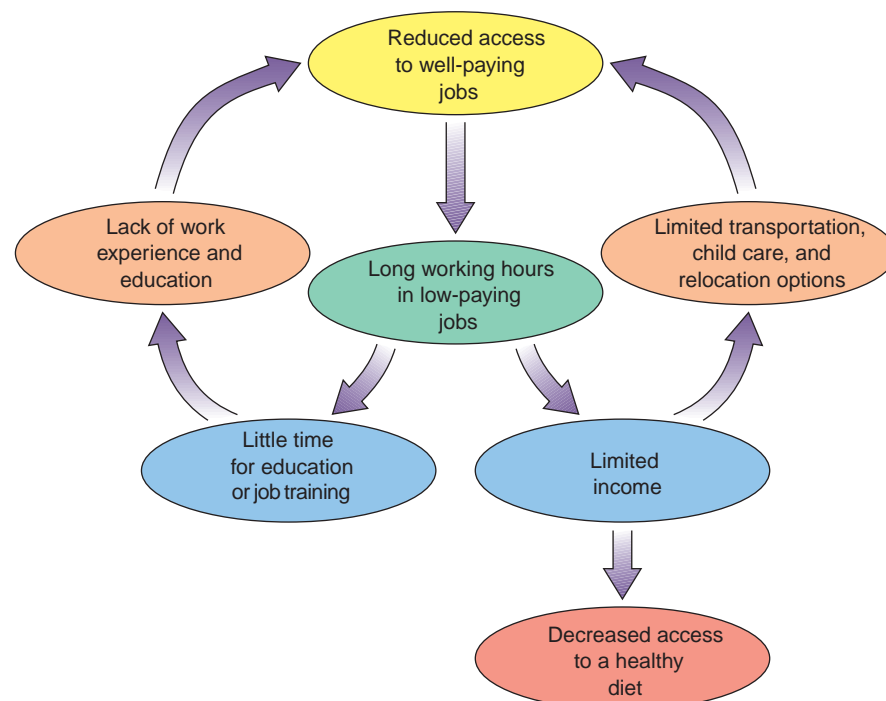 Reduced access
to well-paying
jobs
Lack of work
experience and
education
Limited transportation,
child care, and
relocation options
Long working hours
in low-paying
jobs
Little time
for education
or job training
Limited
income
Decreased access
to a healthy
diet